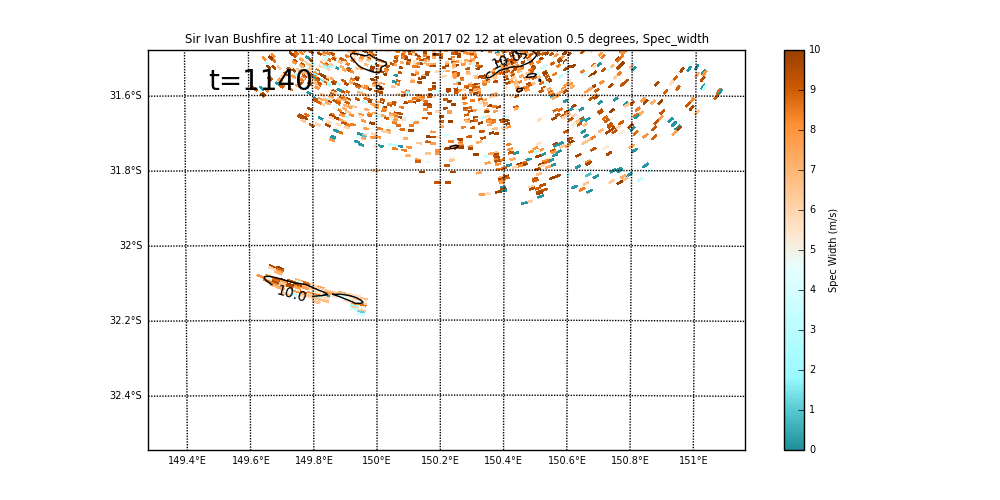 Sir Ivan Bushfire at 11:40 Local Time on 2017 02 12 at elevation 0.5 degrees, Spec_width
t=1140
10.0
10.0
31.6°S
31.8°S
32°S
32.2°S
32.4°S
149.4°E 149.6°E 149.8°E 150°E 150.2°E 150.4°E 150.6°E 150.8°E 151°E
10
9
8
7
6
5
4
3
2
1
0
Spec Width (m/s)